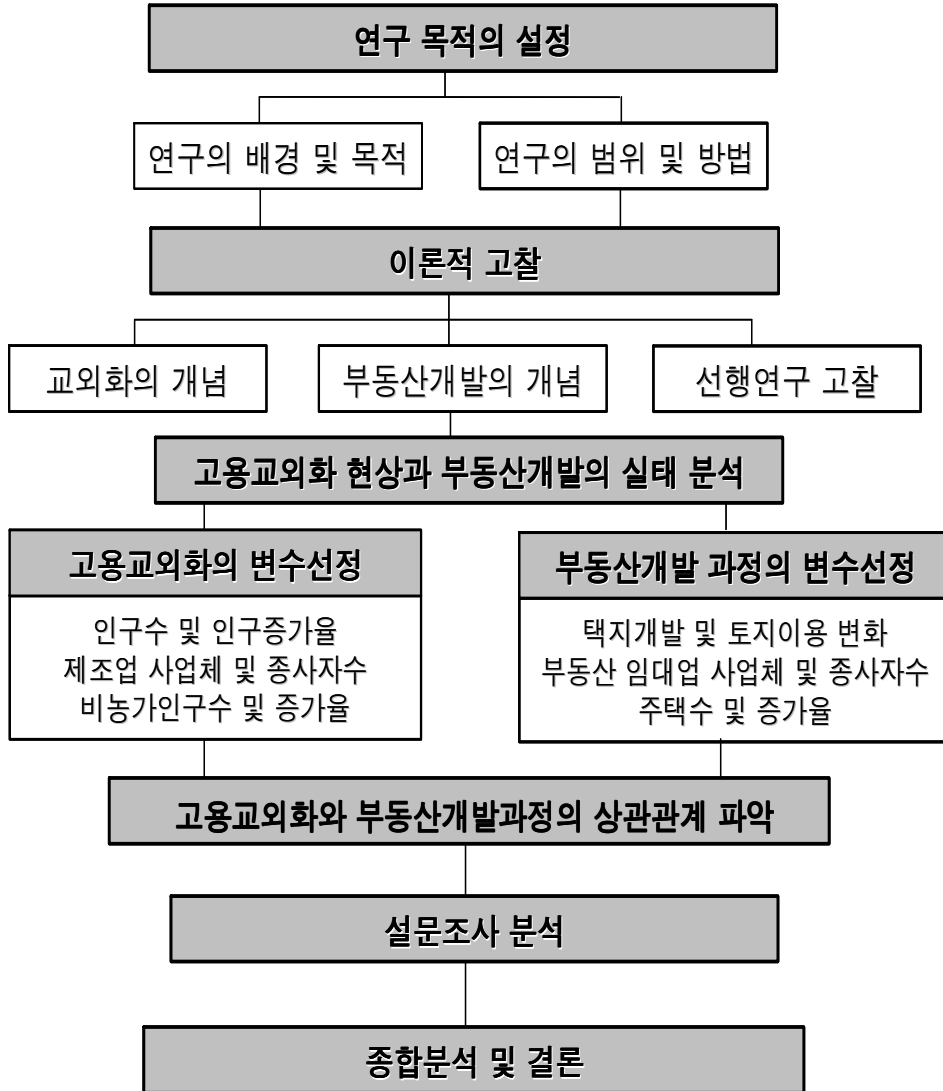 연구 목적의 설정
연구의 배경 및 목적
연구의 범위 및 방법
이론적 고찰
교외화의 개념
부동산개발의 개념
선행연구 고찰
고용교외화 현상과 부동산개발의 실태 분석
고용교외화의 변수선정
인구수 및 인구증가율
제조업 사업체 및 종사자수
비농가인구수 및 증가율
부동산개발 과정의 변수선정
택지개발 및 토지이용 변화
부동산 임대업 사업체 및 종사자수
주택수 및 증가율
고용교외화와 부동산개발과정의 상관관계 파악
설문조사 분석
종합분석 및 결론